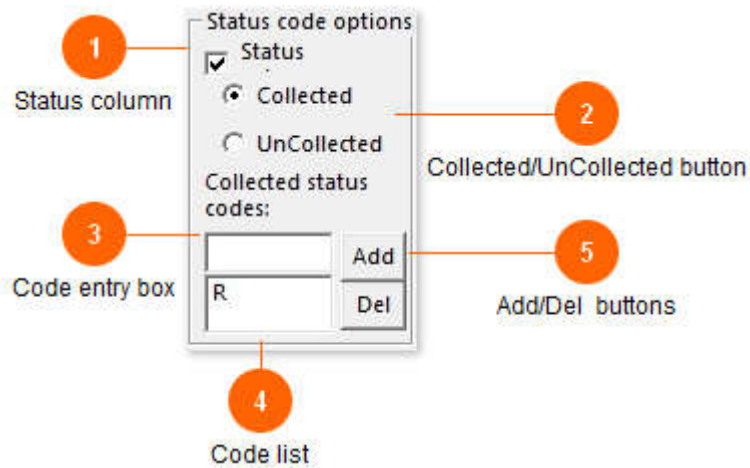 Status code options
1
Status
Status column
Collected
2
UnCollected
Collected/UnCollected button
Collected status
codes:
3
Add
5
Code entry box
R
Del
Add/Del buttons
4
Code list